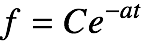 f = Ce^{-at}